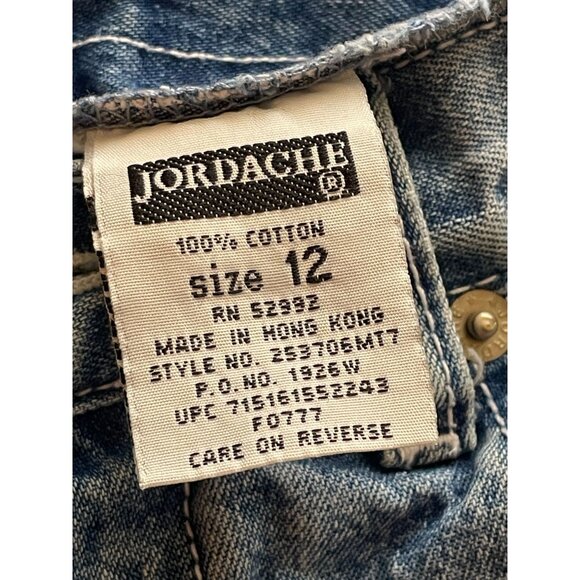 JORDACHE
®
100% COTTON
size 12
RN 52992
MADE IN HONG KONG
STYLE NO. 253706MT7
P.O.NO. 1926W
UPC 715161552243
F0777
CARE ON REVERSE